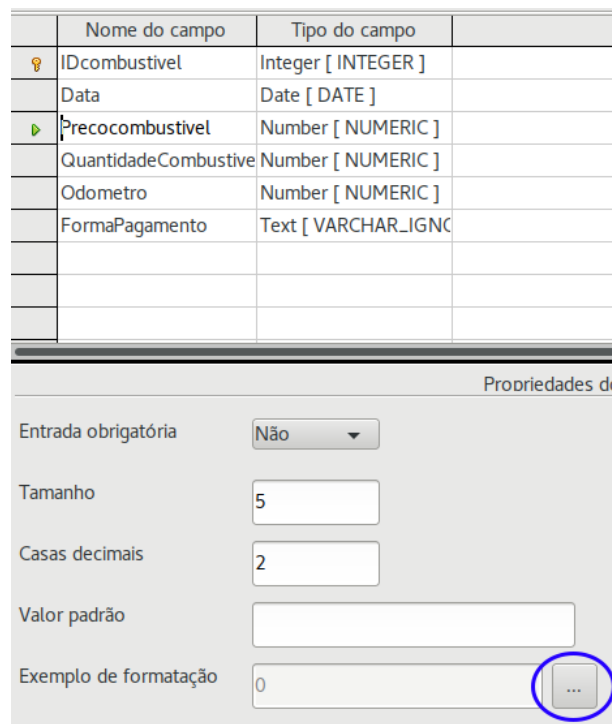 Nome do campo Tipo do campo
IDcombustivel Integer [ INTEGER ]
Data Date [ DATE ]
Precocombustivel Number [ NUMERIC ]
QuantidadeCombustive Number [ NUMERIC ]
Odometro Number [ NUMERIC ]
FormaPagamento Text [ VARCHAR_IGNO
Propriedades de
Entrada obrigatória Não
Tamanho 5
Casas decimais 2
Valor padrão
Exemplo de formatação 0 ...